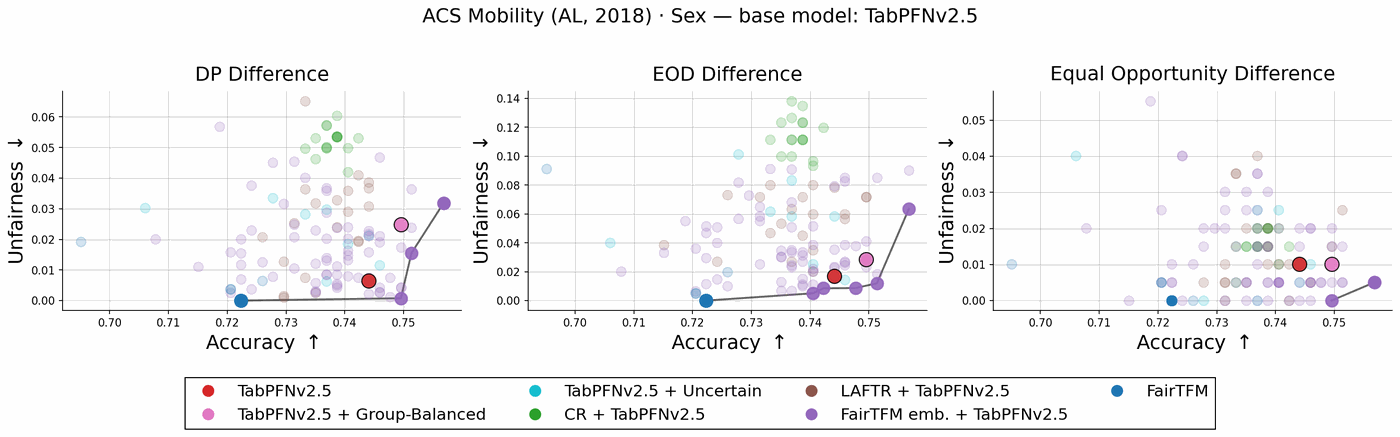 ACS Mobility (AL, 2018) · Sex — base model: TabPFNv2.5
DP Difference
EOD Difference
Equal Opportunity Difference
Unfairness ↓
0.06
0.05
0.04
0.03
0.02
0.01
0.00
0.70 0.71 0.72 0.73 0.74 0.75
Accuracy ↑
Unfairness ↓
0.14
0.12
0.10
0.08
0.06
0.04
0.02
0.00
0.70 0.71 0.72 0.73 0.74 0.75
Accuracy ↑
Unfairness ↓
0.05
0.04
0.03
0.02
0.01
0.00
0.70 0.71 0.72 0.73 0.74 0.75
Accuracy ↑
TabPFNv2.5
TabPFNv2.5 + Group-Balanced
TabPFNv2.5 + Uncertain
CR + TabPFNv2.5
LAFTR + TabPFNv2.5
FairTFM emb. + TabPFNv2.5
FairTFM